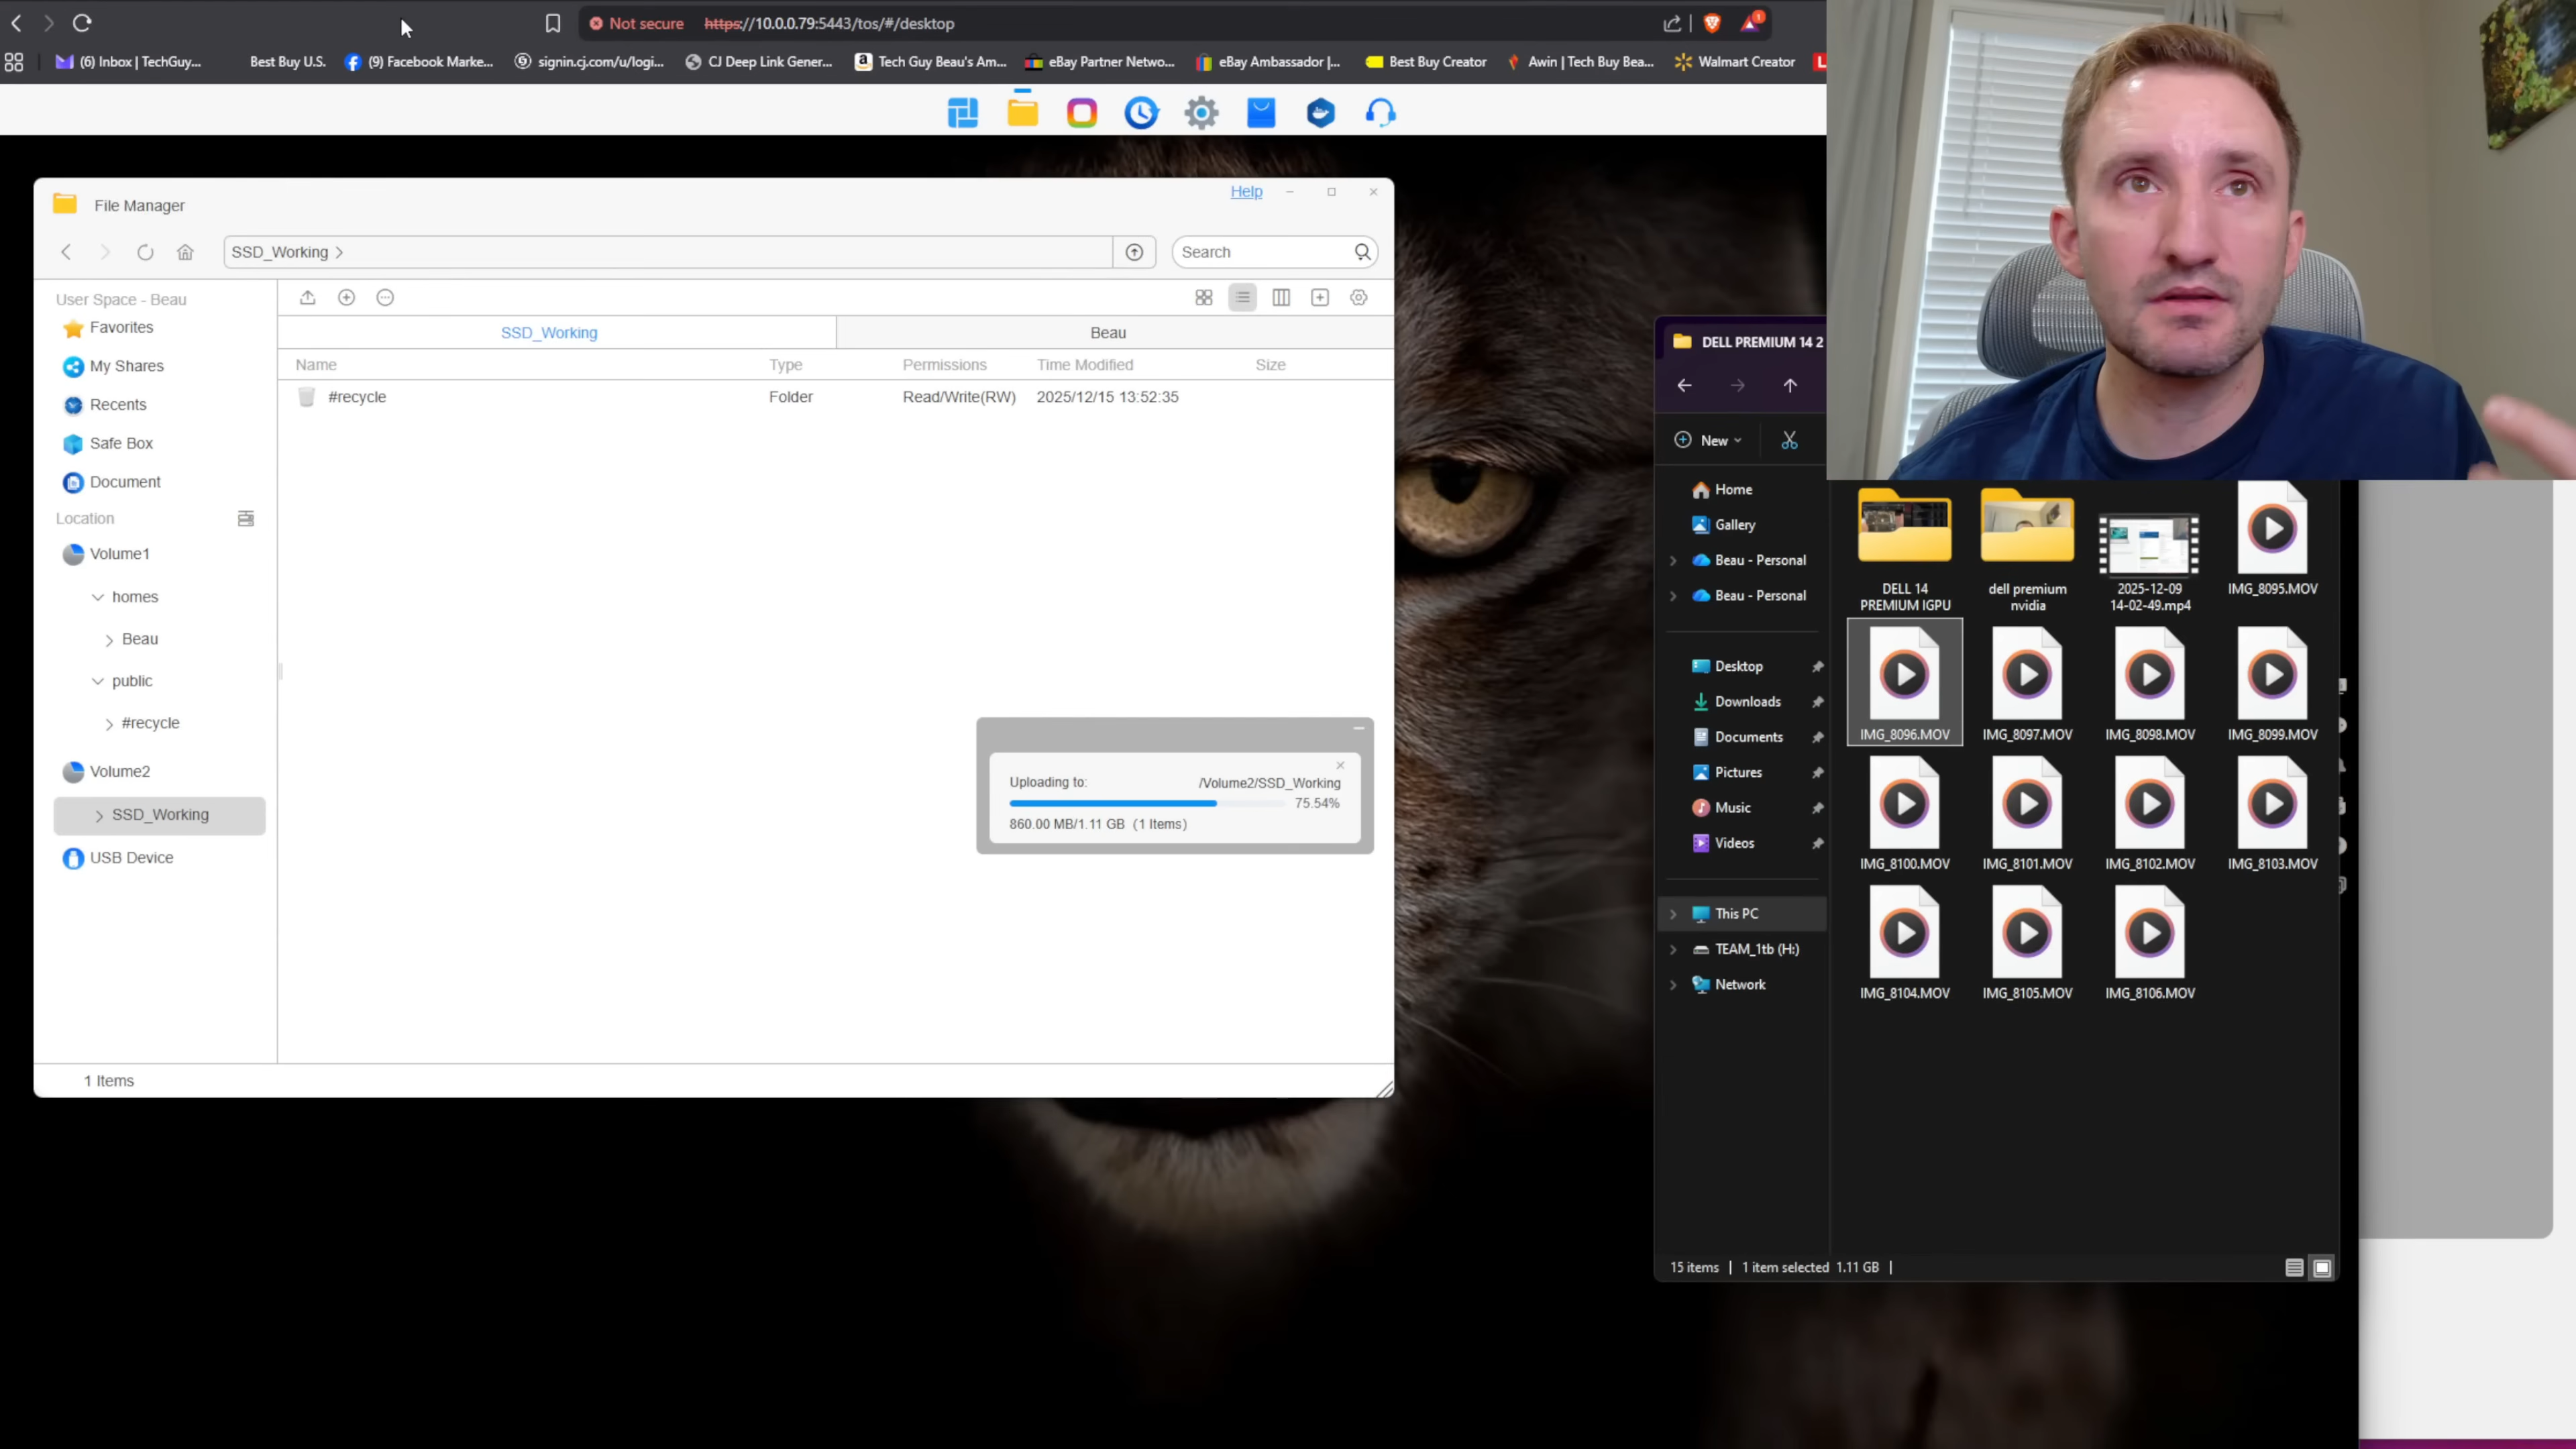 Not secure https://10.0.0.79:5443/tos/#/desktop
(6) Inbox | TechGuy... Best Buy U.S. (9) Facebook Marke... signin.cj.com/u/logi... CJ Deep Link Gener... Tech Guy Beau's Am... eBay Partner Netwo... eBay Ambassador |... Best Buy Creator Awin | Tech Buy Bea... Walmart Creator
File Manager
Help
SSD_Working
Search
User Space - Beau
Favorites
My Shares
Recents
Safe Box
Document
Location
Volume1
homes
Beau
public
#recycle
Volume2
SSD_Working
USB Device
SSD_Working Beau
Name Type Permissions Time Modified Size
#recycle Folder Read/Write(RW) 2025/12/15 13:52:35
Uploading to: /Volume2/SSD_Working
75.54%
860.00 MB/1.11 GB (1 Items)
1 Items
DELL PREMIUM 14 2
New
Home
Gallery
Beau - Personal
Beau - Personal
Desktop
Downloads
Documents
Pictures
Music
Videos
This PC
TEAM_1tb (H:)
Network
DELL 14
PREMIUM IGPU
dell premium
nvidia
2025-12-09
14-02-49.mp4
IMG_8095.MOV
IMG_8096.MOV IMG_8097.MOV IMG_8098.MOV IMG_8099.MOV
IMG_8100.MOV IMG_8101.MOV IMG_8102.MOV IMG_8103.MOV
IMG_8104.MOV IMG_8105.MOV IMG_8106.MOV
15 items | 1 item selected 1.11 GB |